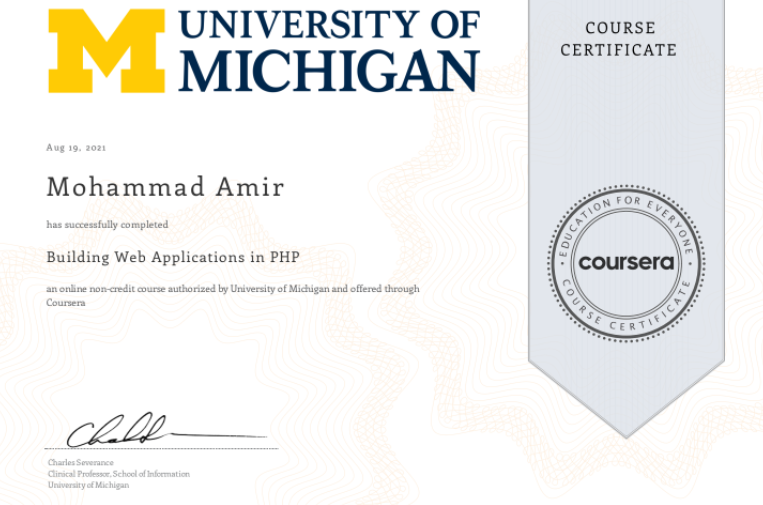 UNIVERSITY OF
MICHIGAN
COURSE
CERTIFICATE
Aug 19, 2021
Mohammad Amir
has successfully completed
Building Web Applications in PHP
an online non-credit course authorized by University of Michigan and offered through
Coursera
EDUCATION FOR EVERYONE
coursera
COURSE CERTIFICATE
Charles Severance
Clinical Professor, School of Information
University of Michigan